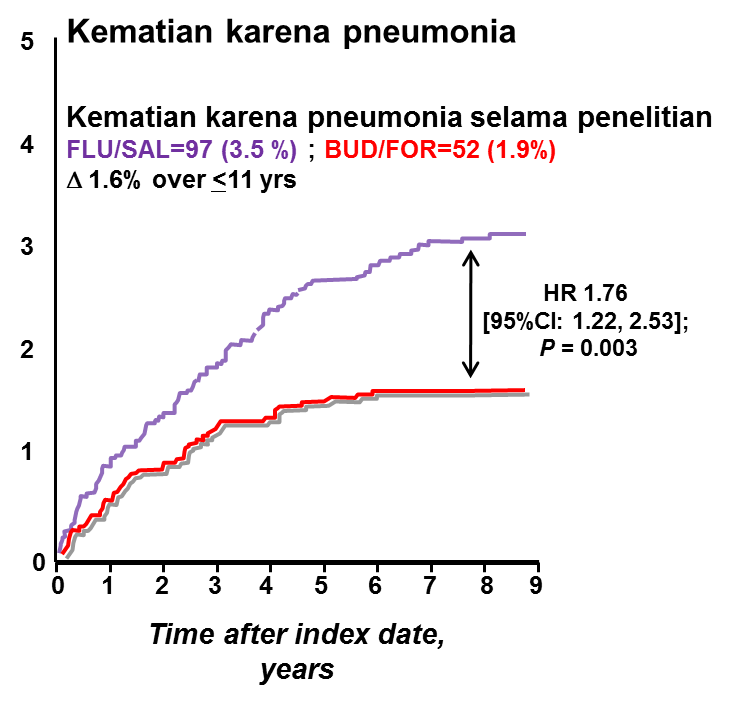 Kematian karena pneumonia
5
Kematian karena pneumonia selama penelitian
4
FLU/SAL=97 (3.5 %) ; BUD/FOR=52 (1.9%)
Δ 1.6% over <11 yrs
3
HR 1.76
[95%CI: 1.22, 2.53];
P = 0.003
2
1
0
0 1 2 3 4 5 6 7 8 9
Time after index date,
years